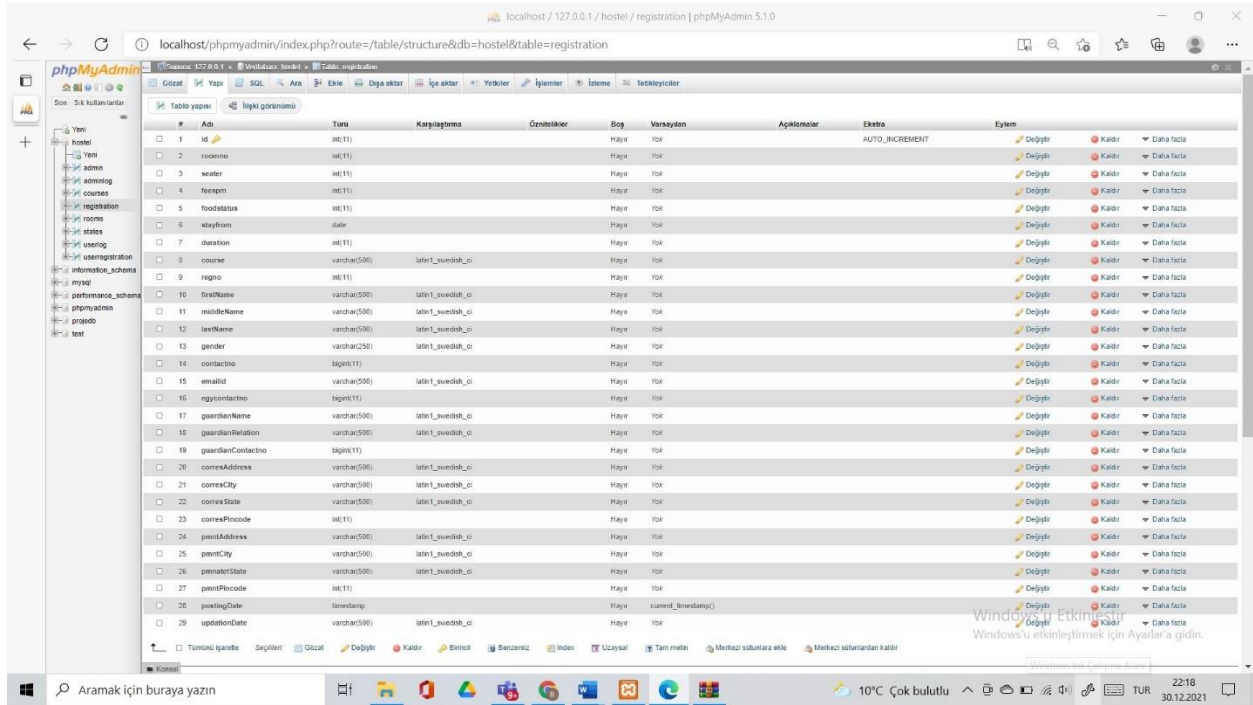 localhost / 127.0.0.1 / hostel / registration | phpMyAdmin 5.1.0
localhost/phpmyadmin/index.php?route=/table/structure&db=hostel&table=registration
phpMyAdmin
Sunucu: 127.0.0.1 » Veritabanı: hostel » Tablo: registration
Gözat Yapı SQL Ara Ekle Dışa aktar İçe aktar Yetkiler İşlemler İzleme Tetikleyiciler
Son Sık kullanılanlar
Tablo yapısı İlişki görünümü
Yeni
hostel
Yeni
admin
adminlog
courses
registration
rooms
states
userlog
userregistration
information_schema
mysql
performance_schema
phpmyadmin
projedb
test
# Adı Türü Karşılaştırma Öznitelikler Boş Varsayılan Açıklamalar Ekstra Eylem
1 id int(11) Hayır Yok AUTO_INCREMENT Değiştir Kaldır Daha fazla
2 roomno int(11) Hayır Yok Değiştir Kaldır Daha fazla
3 seater int(11) Hayır Yok Değiştir Kaldır Daha fazla
4 feespm int(11) Hayır Yok Değiştir Kaldır Daha fazla
5 foodstatus int(11) Hayır Yok Değiştir Kaldır Daha fazla
6 stayfrom date Hayır Yok Değiştir Kaldır Daha fazla
7 duration int(11) Hayır Yok Değiştir Kaldır Daha fazla
8 course varchar(500) latin1_swedish_ci Hayır Yok Değiştir Kaldır Daha fazla
9 regno int(11) Hayır Yok Değiştir Kaldır Daha fazla
10 firstName varchar(500) latin1_swedish_ci Hayır Yok Değiştir Kaldır Daha fazla
11 middleName varchar(500) latin1_swedish_ci Hayır Yok Değiştir Kaldır Daha fazla
12 lastName varchar(500) latin1_swedish_ci Hayır Yok Değiştir Kaldır Daha fazla
13 gender varchar(250) latin1_swedish_ci Hayır Yok Değiştir Kaldır Daha fazla
14 contactno bigint(11) Hayır Yok Değiştir Kaldır Daha fazla
15 emailid varchar(500) latin1_swedish_ci Hayır Yok Değiştir Kaldır Daha fazla
16 egycontactno bigint(11) Hayır Yok Değiştir Kaldır Daha fazla
17 guardianName varchar(500) latin1_swedish_ci Hayır Yok Değiştir Kaldır Daha fazla
18 guardianRelation varchar(500) latin1_swedish_ci Hayır Yok Değiştir Kaldır Daha fazla
19 guardianContactno bigint(11) Hayır Yok Değiştir Kaldır Daha fazla
20 corresAddress varchar(500) latin1_swedish_ci Hayır Yok Değiştir Kaldır Daha fazla
21 corresCity varchar(500) latin1_swedish_ci Hayır Yok Değiştir Kaldır Daha fazla
22 corresState varchar(500) latin1_swedish_ci Hayır Yok Değiştir Kaldır Daha fazla
23 corresPincode int(11) Hayır Yok Değiştir Kaldır Daha fazla
24 pmntAddress varchar(500) latin1_swedish_ci Hayır Yok Değiştir Kaldır Daha fazla
25 pmntCity varchar(500) latin1_swedish_ci Hayır Yok Değiştir Kaldır Daha fazla
26 pmnatetState varchar(500) latin1_swedish_ci Hayır Yok Değiştir Kaldır Daha fazla
27 pmntPincode int(11) Hayır Yok Değiştir Kaldır Daha fazla
28 postingDate timestamp Hayır current_timestamp() Değiştir Kaldır Daha fazla
29 updationDate varchar(500) latin1_swedish_ci Hayır Yok Değiştir Kaldır Daha fazla
Windows'u Etkinleştir
Windows'u etkinleştirmek için Ayarlar'a gidin.
Tümünü işaretle Seçilileri: Gözat Değiştir Kaldır Birincil Benzersiz Index Uzaysal Tam metin Merkezi sütunlara ekle Merkezi sütunlardan kaldır
Konsol
Windows Ink Çalışma Alanı
Aramak için buraya yazın
10°C Çok bulutlu
TUR
22:18
30.12.2021